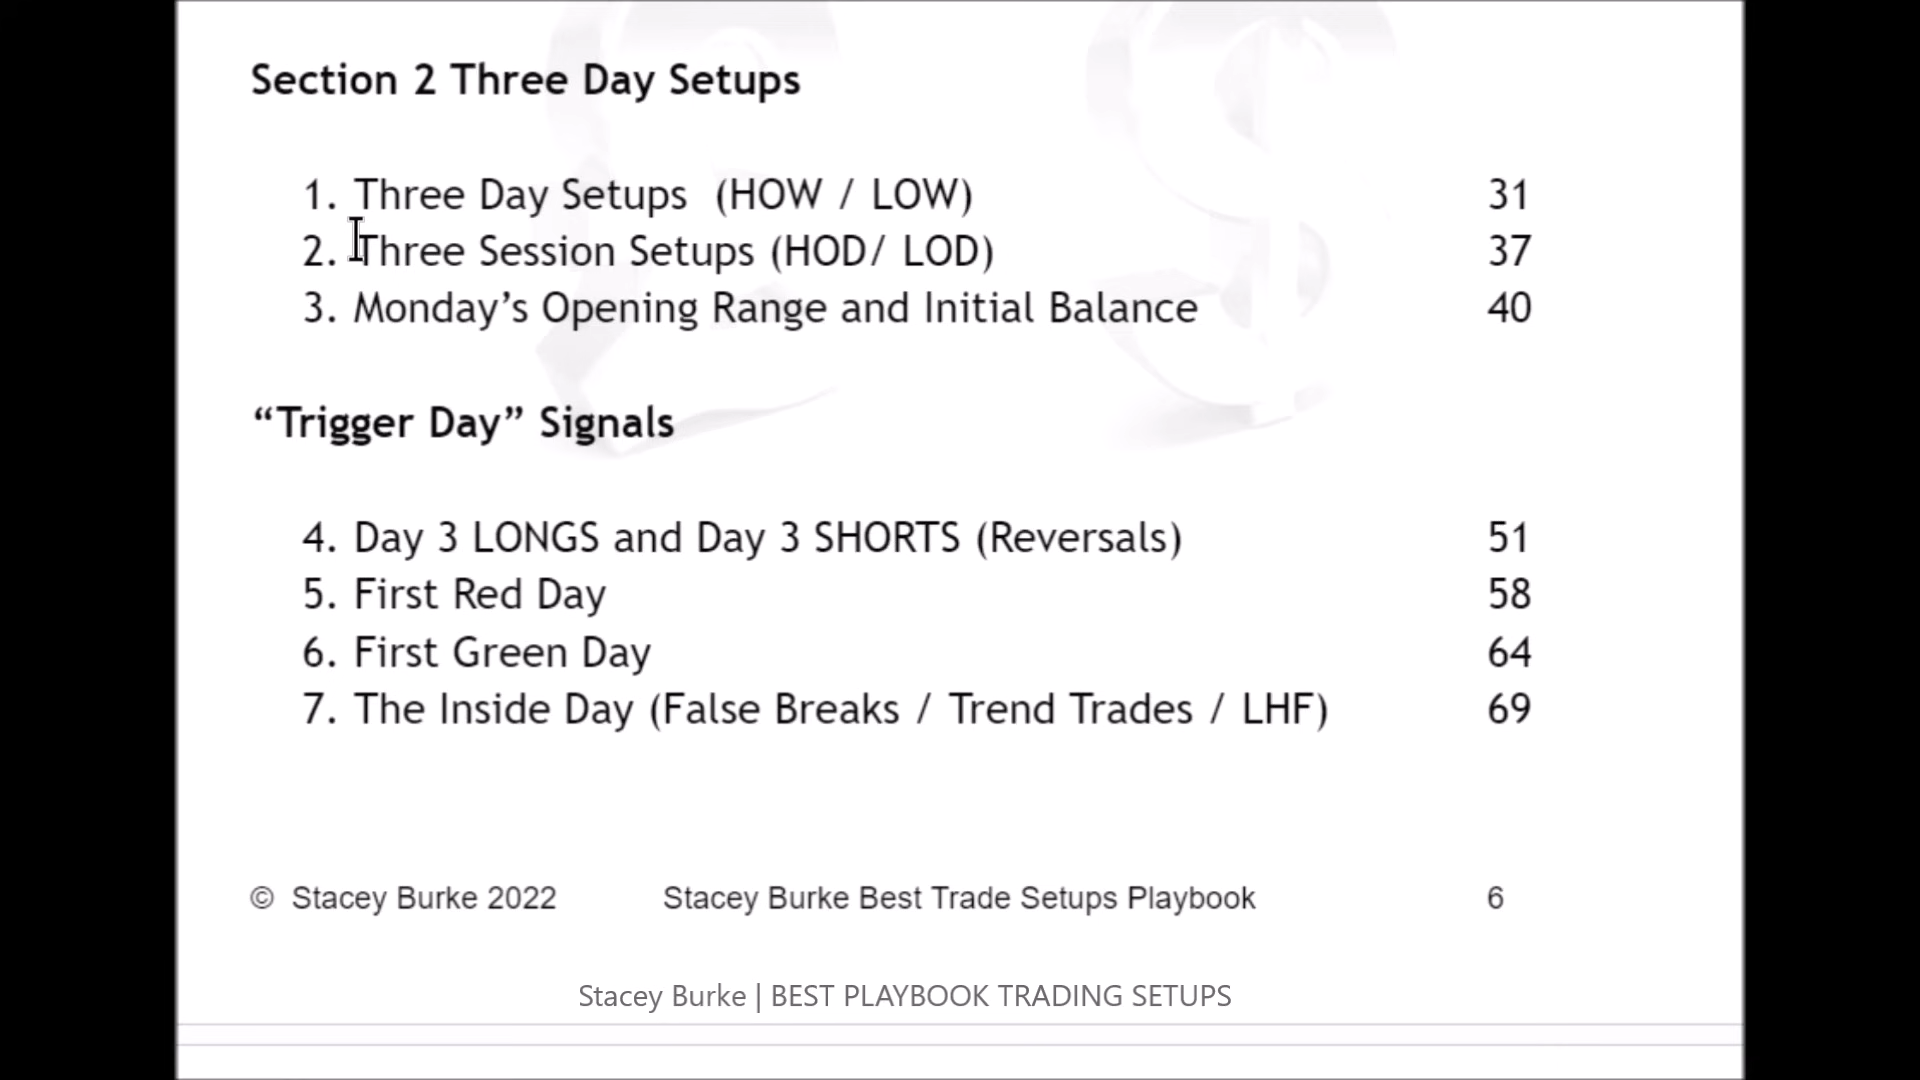 Section 2 Three Day Setups
1. Three Day Setups (HOW / LOW) 31
2. Three Session Setups (HOD/ LOD) 37
3. Monday’s Opening Range and Initial Balance 40
“Trigger Day” Signals
4. Day 3 LONGS and Day 3 SHORTS (Reversals) 51
5. First Red Day 58
6. First Green Day 64
7. The Inside Day (False Breaks / Trend Trades / LHF) 69
© Stacey Burke 2022 Stacey Burke Best Trade Setups Playbook 6
Stacey Burke | BEST PLAYBOOK TRADING SETUPS